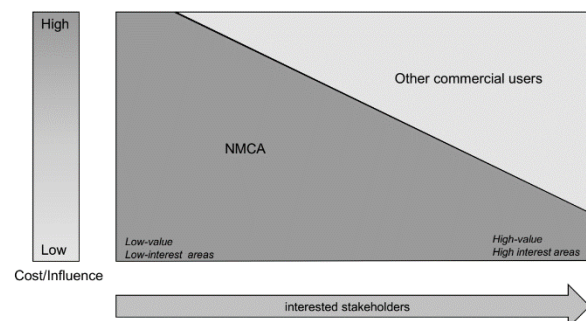 High
Other commercial users
NMCA
Low
Cost/Influence
Low-value
Low-interest areas
High-value
High interest areas
interested stakeholders